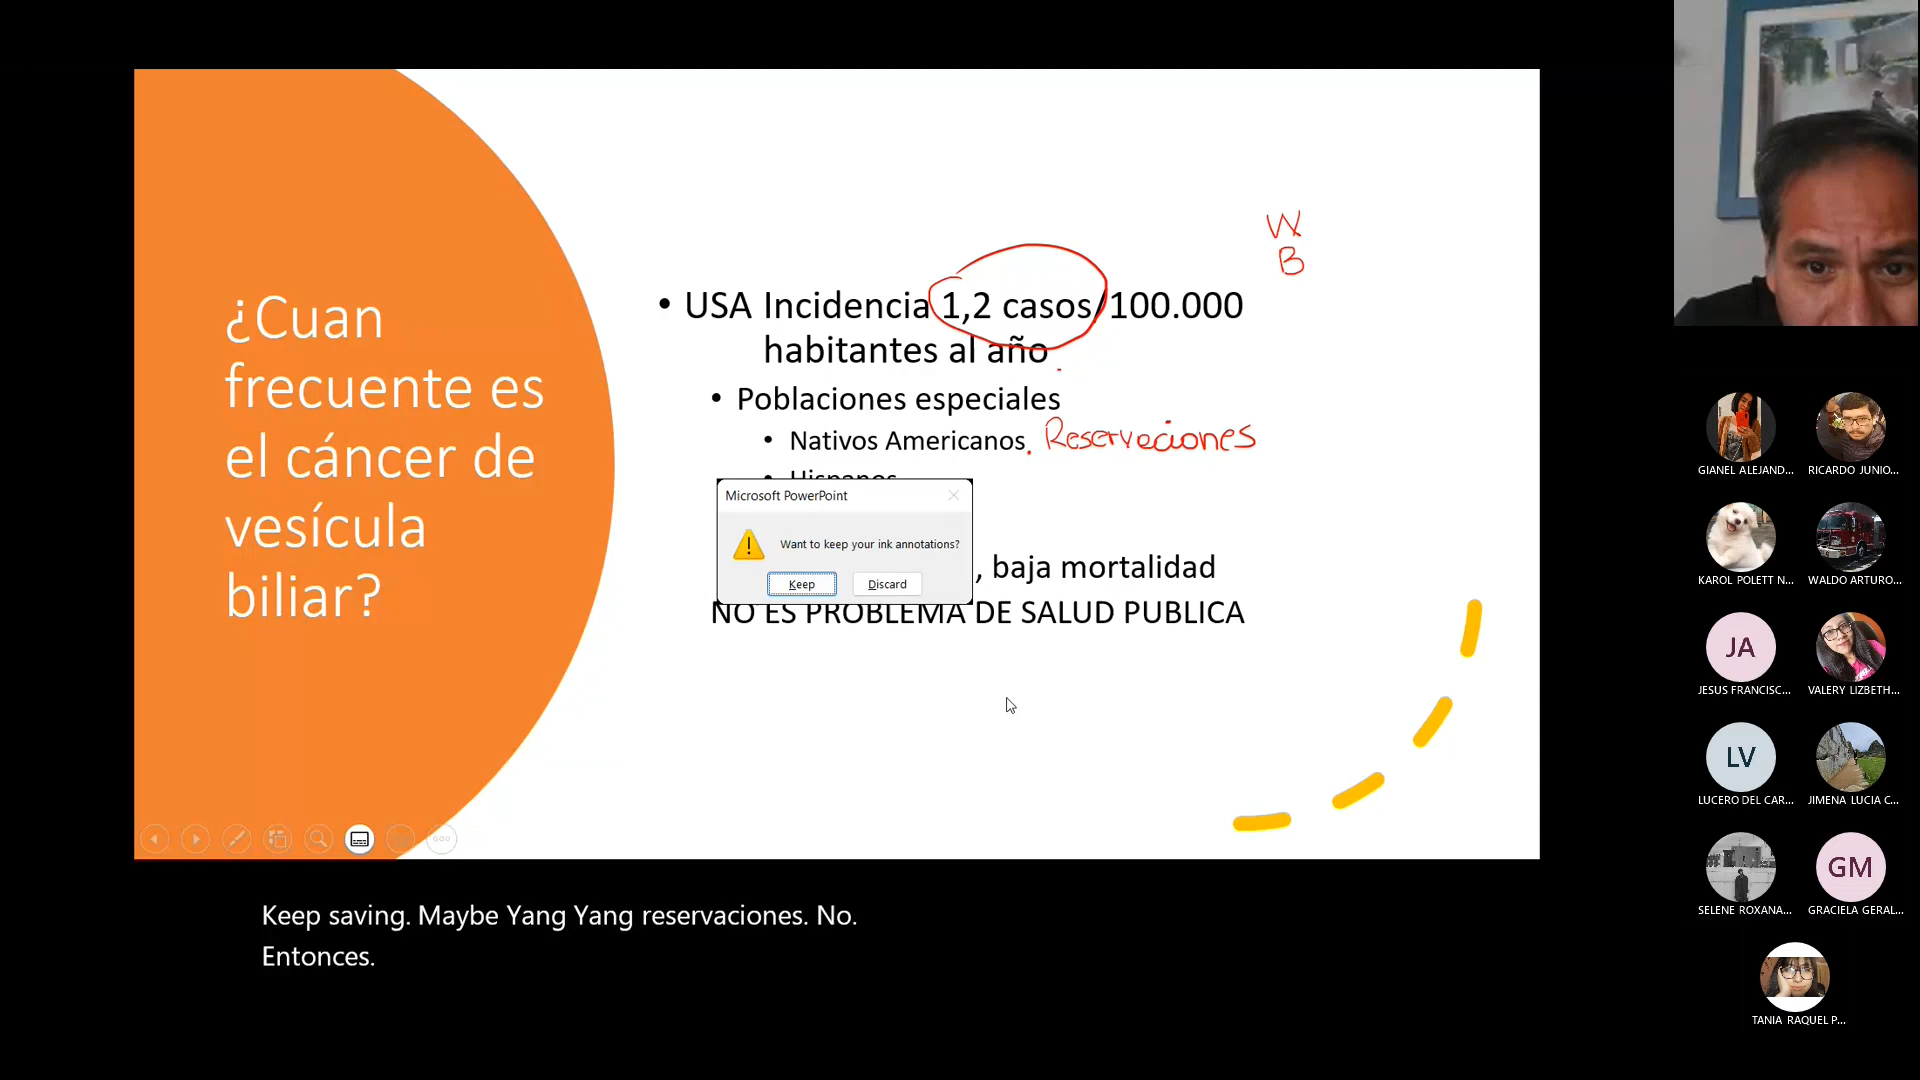 ¿Cuan
frecuente es
el cáncer de
vesícula
biliar?
W
B
• USA Incidencia 1,2 casos/100.000
habitantes al año
• Poblaciones especiales
• Nativos Americanos. Reservaciones
• Hispanos
Microsoft PowerPoint
Want to keep your ink annotations?
Keep Discard
, baja mortalidad
NO ES PROBLEMA DE SALUD PUBLICA
Keep saving. Maybe Yang Yang reservaciones. No.
Entonces.
GIANEL ALEJAND... RICARDO JUNIO...
KAROL POLETT N... WALDO ARTURO...
JA
JESUS FRANCISC... VALERY LIZBETH...
LV
LUCERO DEL CAR... JIMENA LUCIA C...
GM
SELENE ROXANA... GRACIELA GERAL...
TANIA RAQUEL P...